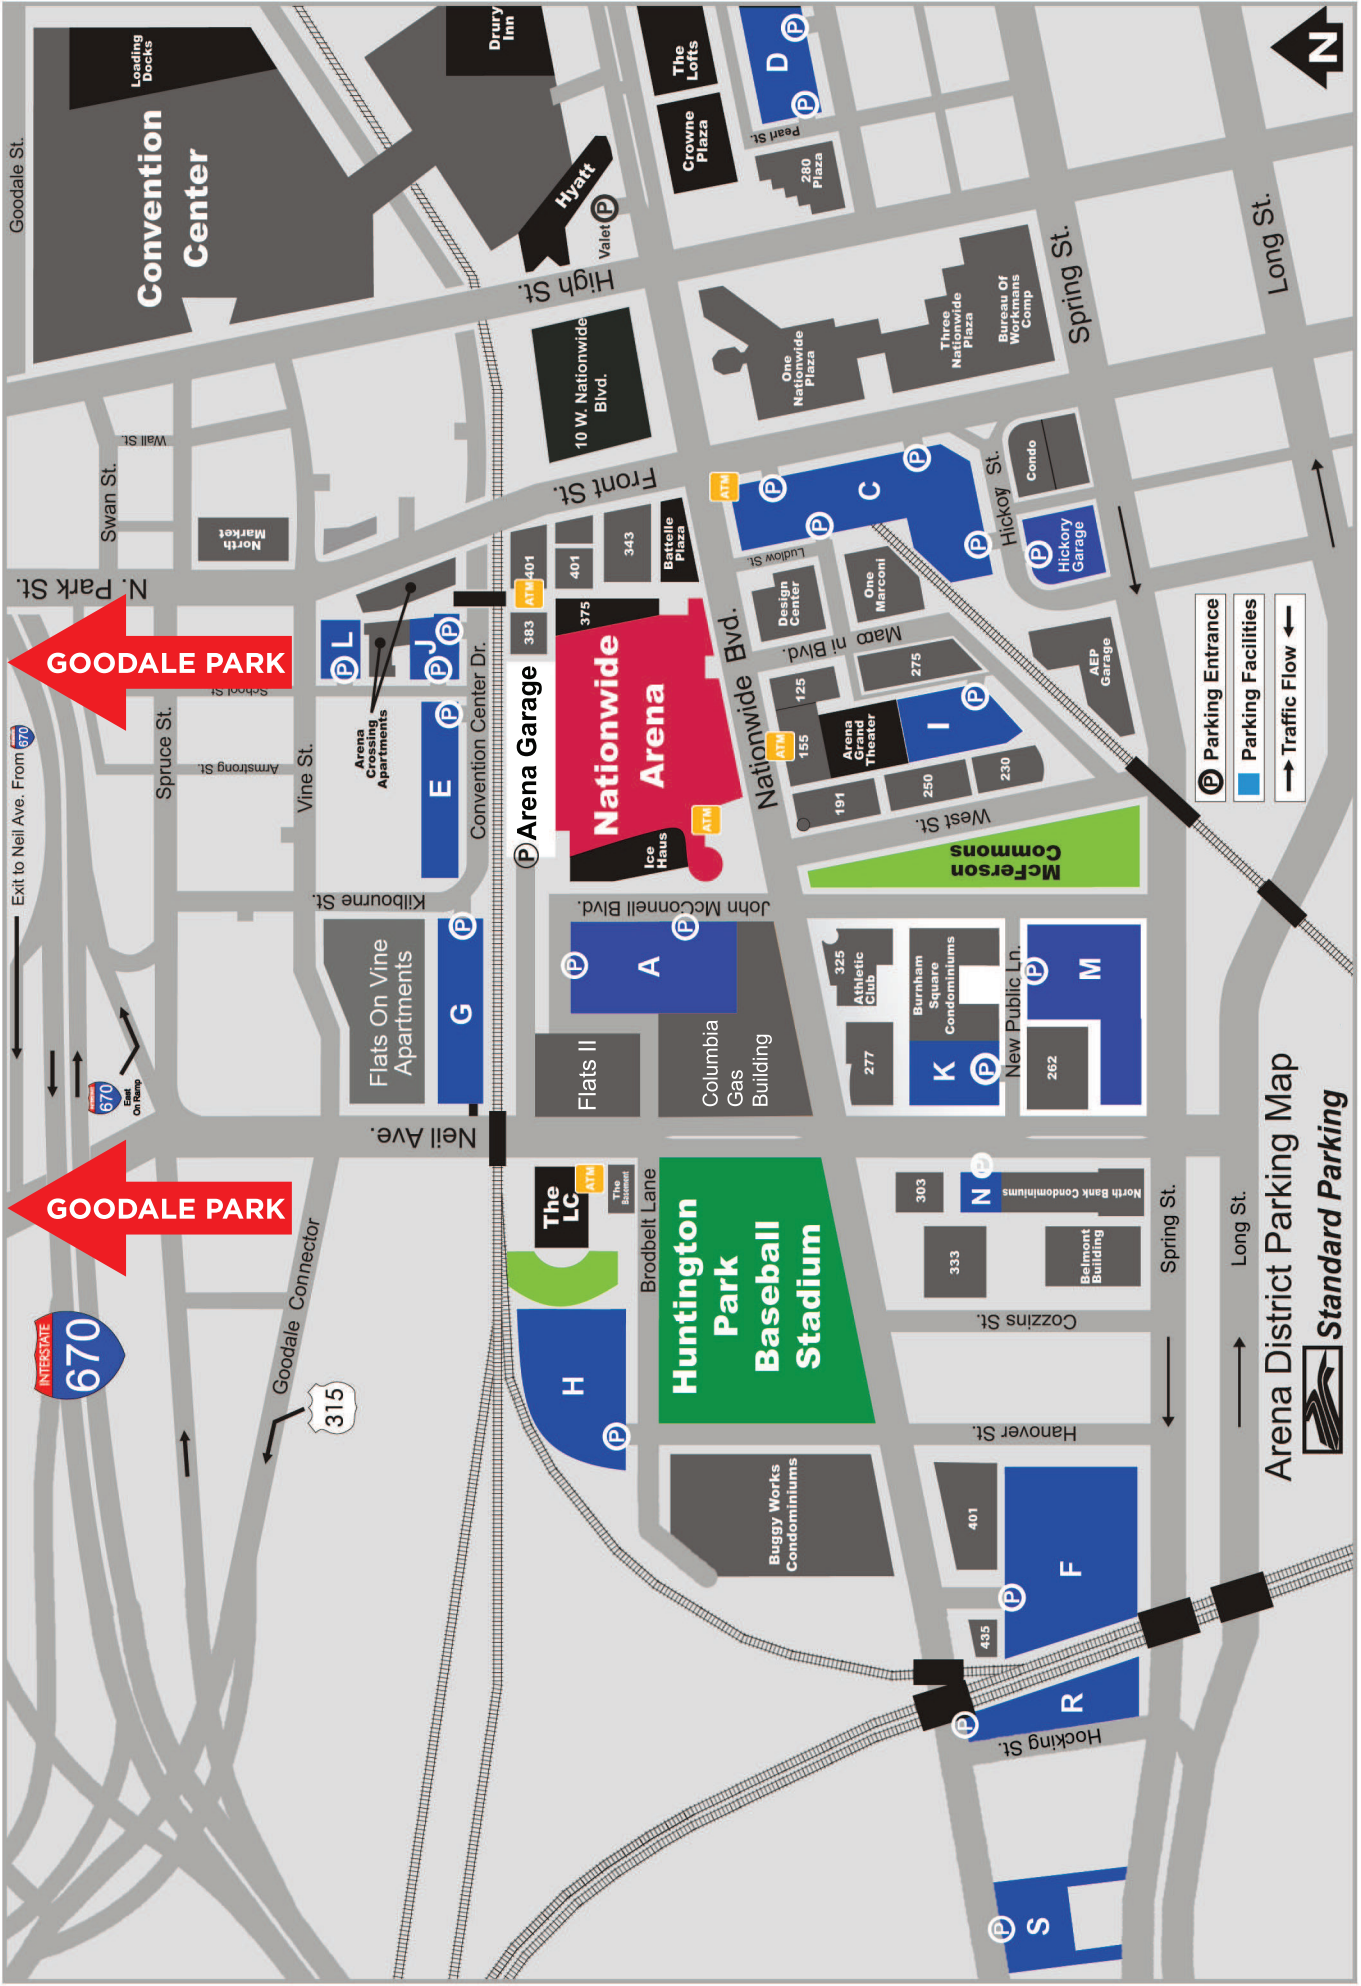 Goodale St.
Loading
Docks
Convention
Center
Drury
Inn
Hyatt
Valet
P
High St.
The
Lofts
Crowne
Plaza
D
P
P
Pearl St.
280
Plaza
N
Long St.
Spring St.
One
Nationwide
Plaza
Three
Nationwide
Plaza
Bureau Of
Workmans
Comp
10 W. Nationwide
Blvd.
Wall St.
Swan St.
North
Market
Front St.
N. Park St.
ATM
P
P
C
P
P
Hickory St.
Condo
P
Hickory
Garage
Ludlow St.
401
401
343
Battelle
Plaza
ATM
383
375
Design
Center
One
Marconi
Marco ni Blvd.
GOODALE PARK
L
P
J
P
P
School St.
Arena
Crossing
Apartments
Convention Center Dr.
P Arena Garage
Nationwide
Arena
Ice
Haus
ATM
Nationwide Blvd.
125
155
ATM
Arena
Grand
Theater
275
I
P
191
250
230
West St.
AEP
Garage
McFerson
Commons
P Parking Entrance
Parking Facilities
Traffic Flow
Exit to Neil Ave. From 670
Spruce St.
Armstrong St.
Vine St.
E
P
Kilbourne St.
John McConnell Blvd.
Flats On Vine
Apartments
G
P
P
P
A
Flats II
Columbia
Gas
Building
325
Athletic
Club
277
Burnham
Square
Condominiums
K
P
New Public Ln.
P
M
262
670
East
On Ramp
Neil Ave.
GOODALE PARK
The
LC
ATM
The
Basement
Brodbelt Lane
Huntington
Park
Baseball
Stadium
303
N
P
North Bank Condominiums
333
Belmont
Building
Cozzins St.
Spring St.
Long St.
INTERSTATE
670
Goodale Connector
315
H
P
Hanover St.
Buggy Works
Condominiums
401
435
P
F
P
R
Hocking St.
P
S
Arena District Parking Map
Standard Parking